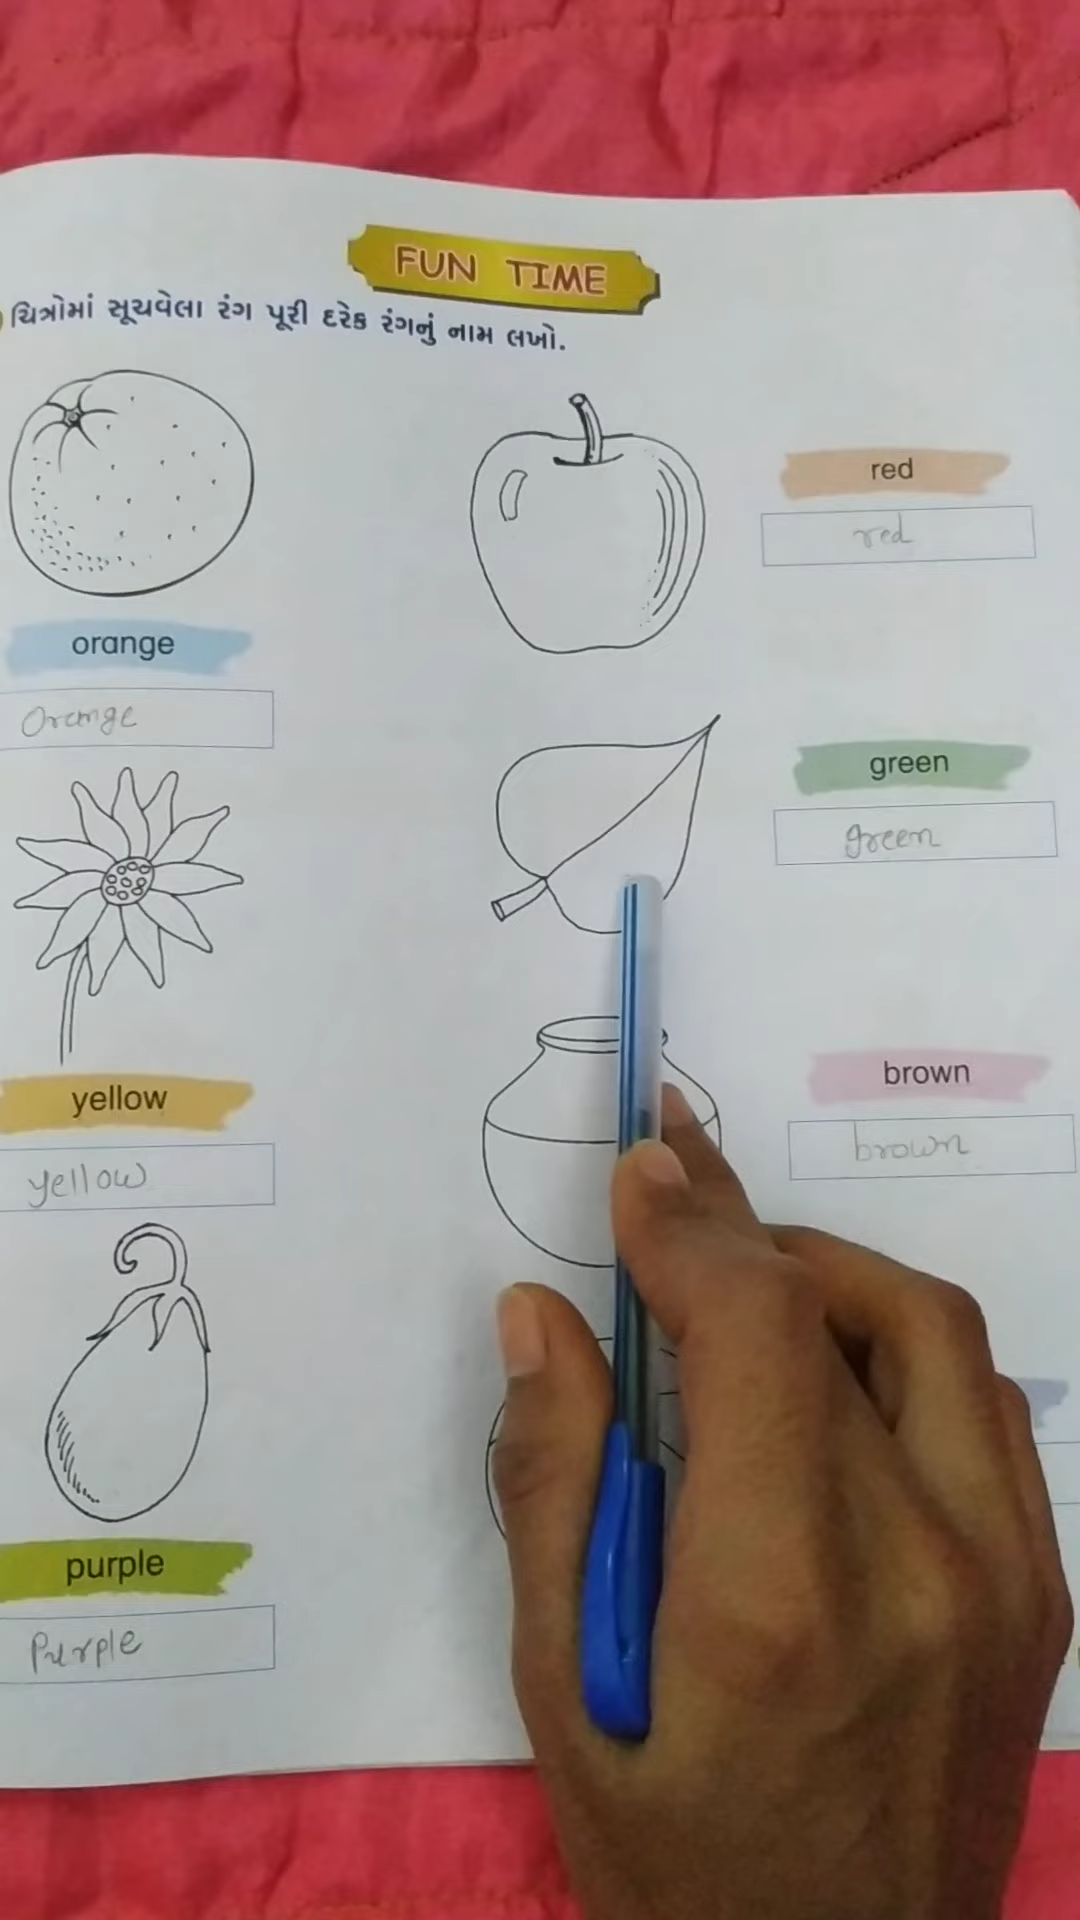 FUN TIME
ચિત્રોમાં સૂચવેલા રંગ પૂરી દરેક રંગનું નામ લખો.
red
red
orange
Orange
green
green
yellow
yellow
brown
brown
purple
Purple